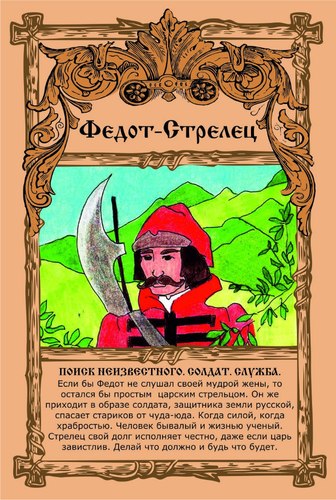 Федот-Стрелец
ПОИСК НЕИЗВЕСТНОГО. СОЛДАТ. СЛУЖБА.
Если бы Федот не слушал своей мудрой жены, то
остался бы простым царским стрельцом. Он же
приходит в образе солдата, защитника земли русской,
спасает стариков от чуда-юда. Когда силой, когда
храбростью. Человек бывалый и жизнью ученый.
Стрелец свой долг исполняет честно, даже если царь
завистлив. Делай что должно и будь что будет.